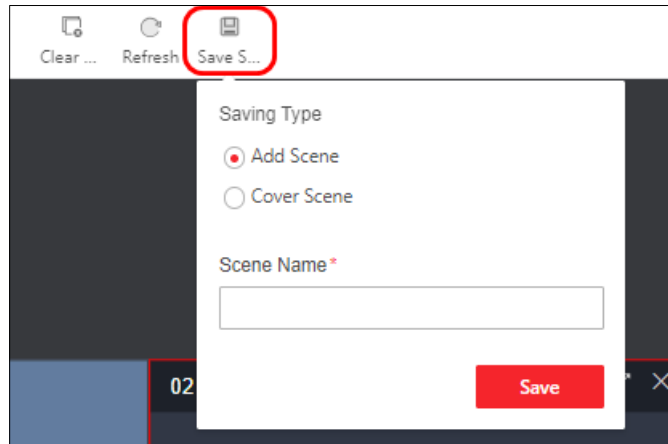 Clear ... Refresh Save S...
Saving Type
Add Scene
Cover Scene
Scene Name*
Save
02